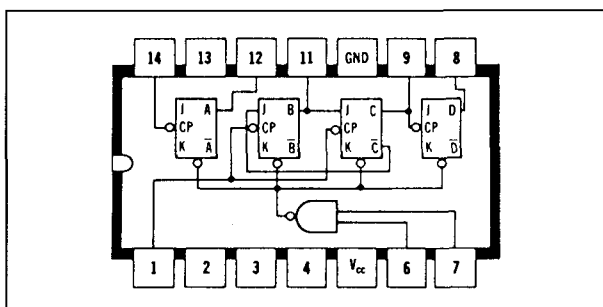 14 13 12 11 GND 9 8
J A J B J C J D
CP CP CP CP
K A̅ K B̅ K C̅ K D̅
1 2 3 4 Vcc 6 7